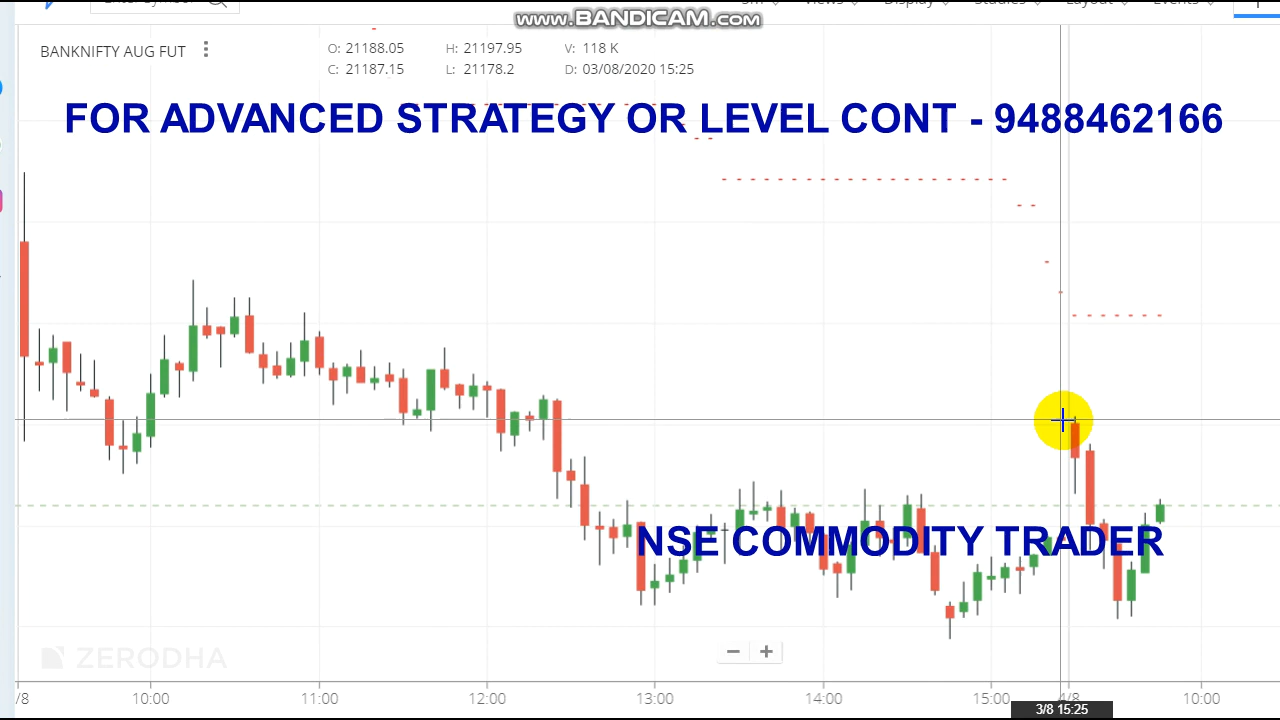 www.BANDICAM.com
BANKNIFTY AUG FUT
O: 21188.05 H: 21197.95 V: 118 K
C: 21187.15 L: 21178.2 D: 03/08/2020 15:25
FOR ADVANCED STRATEGY OR LEVEL CONT - 9488462166
NSE COMMODITY TRADER
ZERODHA
− +
/8 10:00 11:00 12:00 13:00 14:00 15:00 4/8 10:00
3/8 15:25